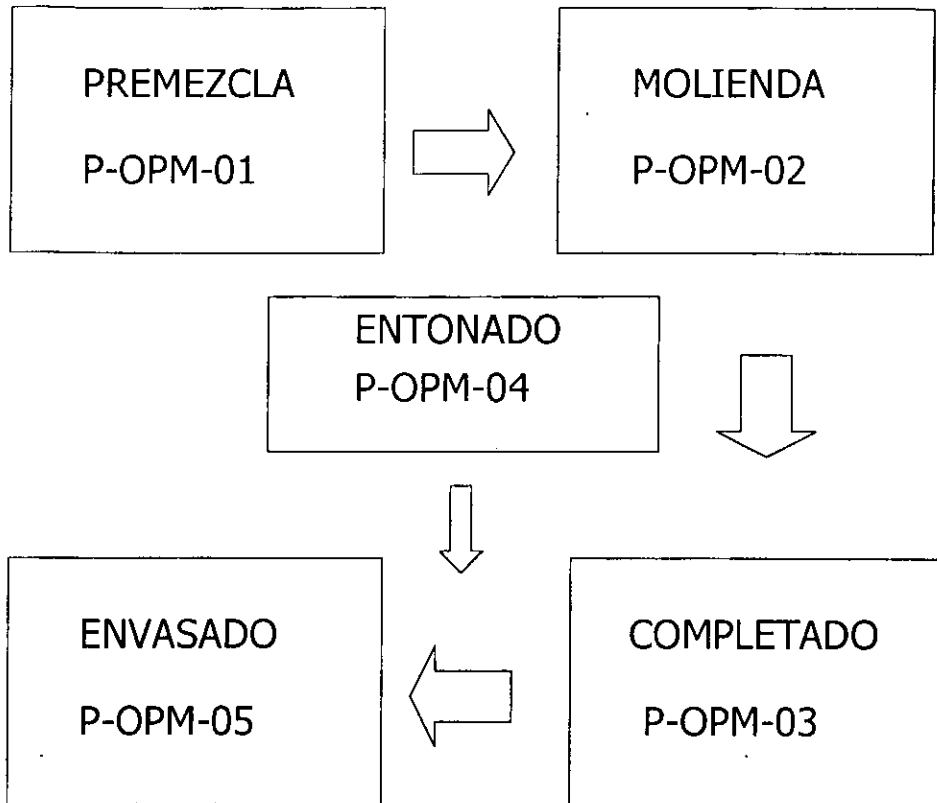 PREMEZCLA
P-OPM-01
MOLIENDA
P-OPM-02
ENTONADO
P-OPM-04
ENVASADO
P-OPM-05
COMPLETADO
P-OPM-03